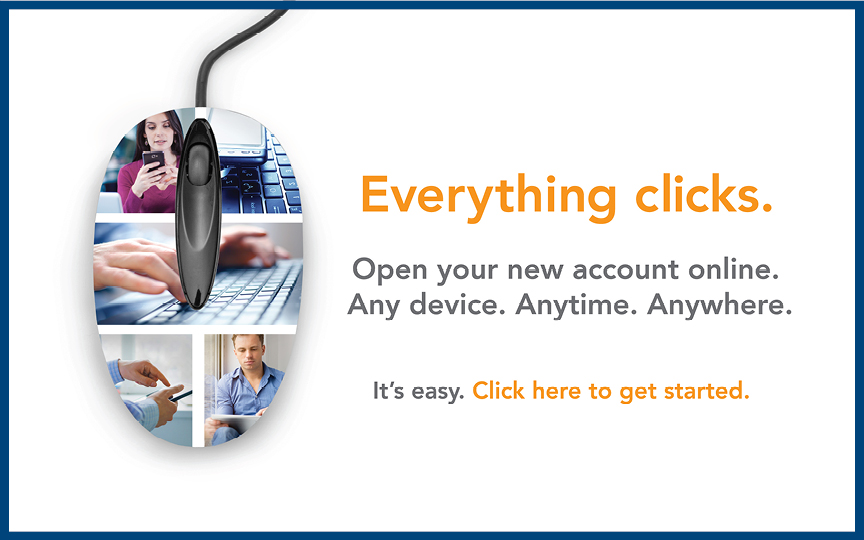 Everything clicks.
Open your new account online.
Any device. Anytime. Anywhere.
It's easy. Click here to get started.